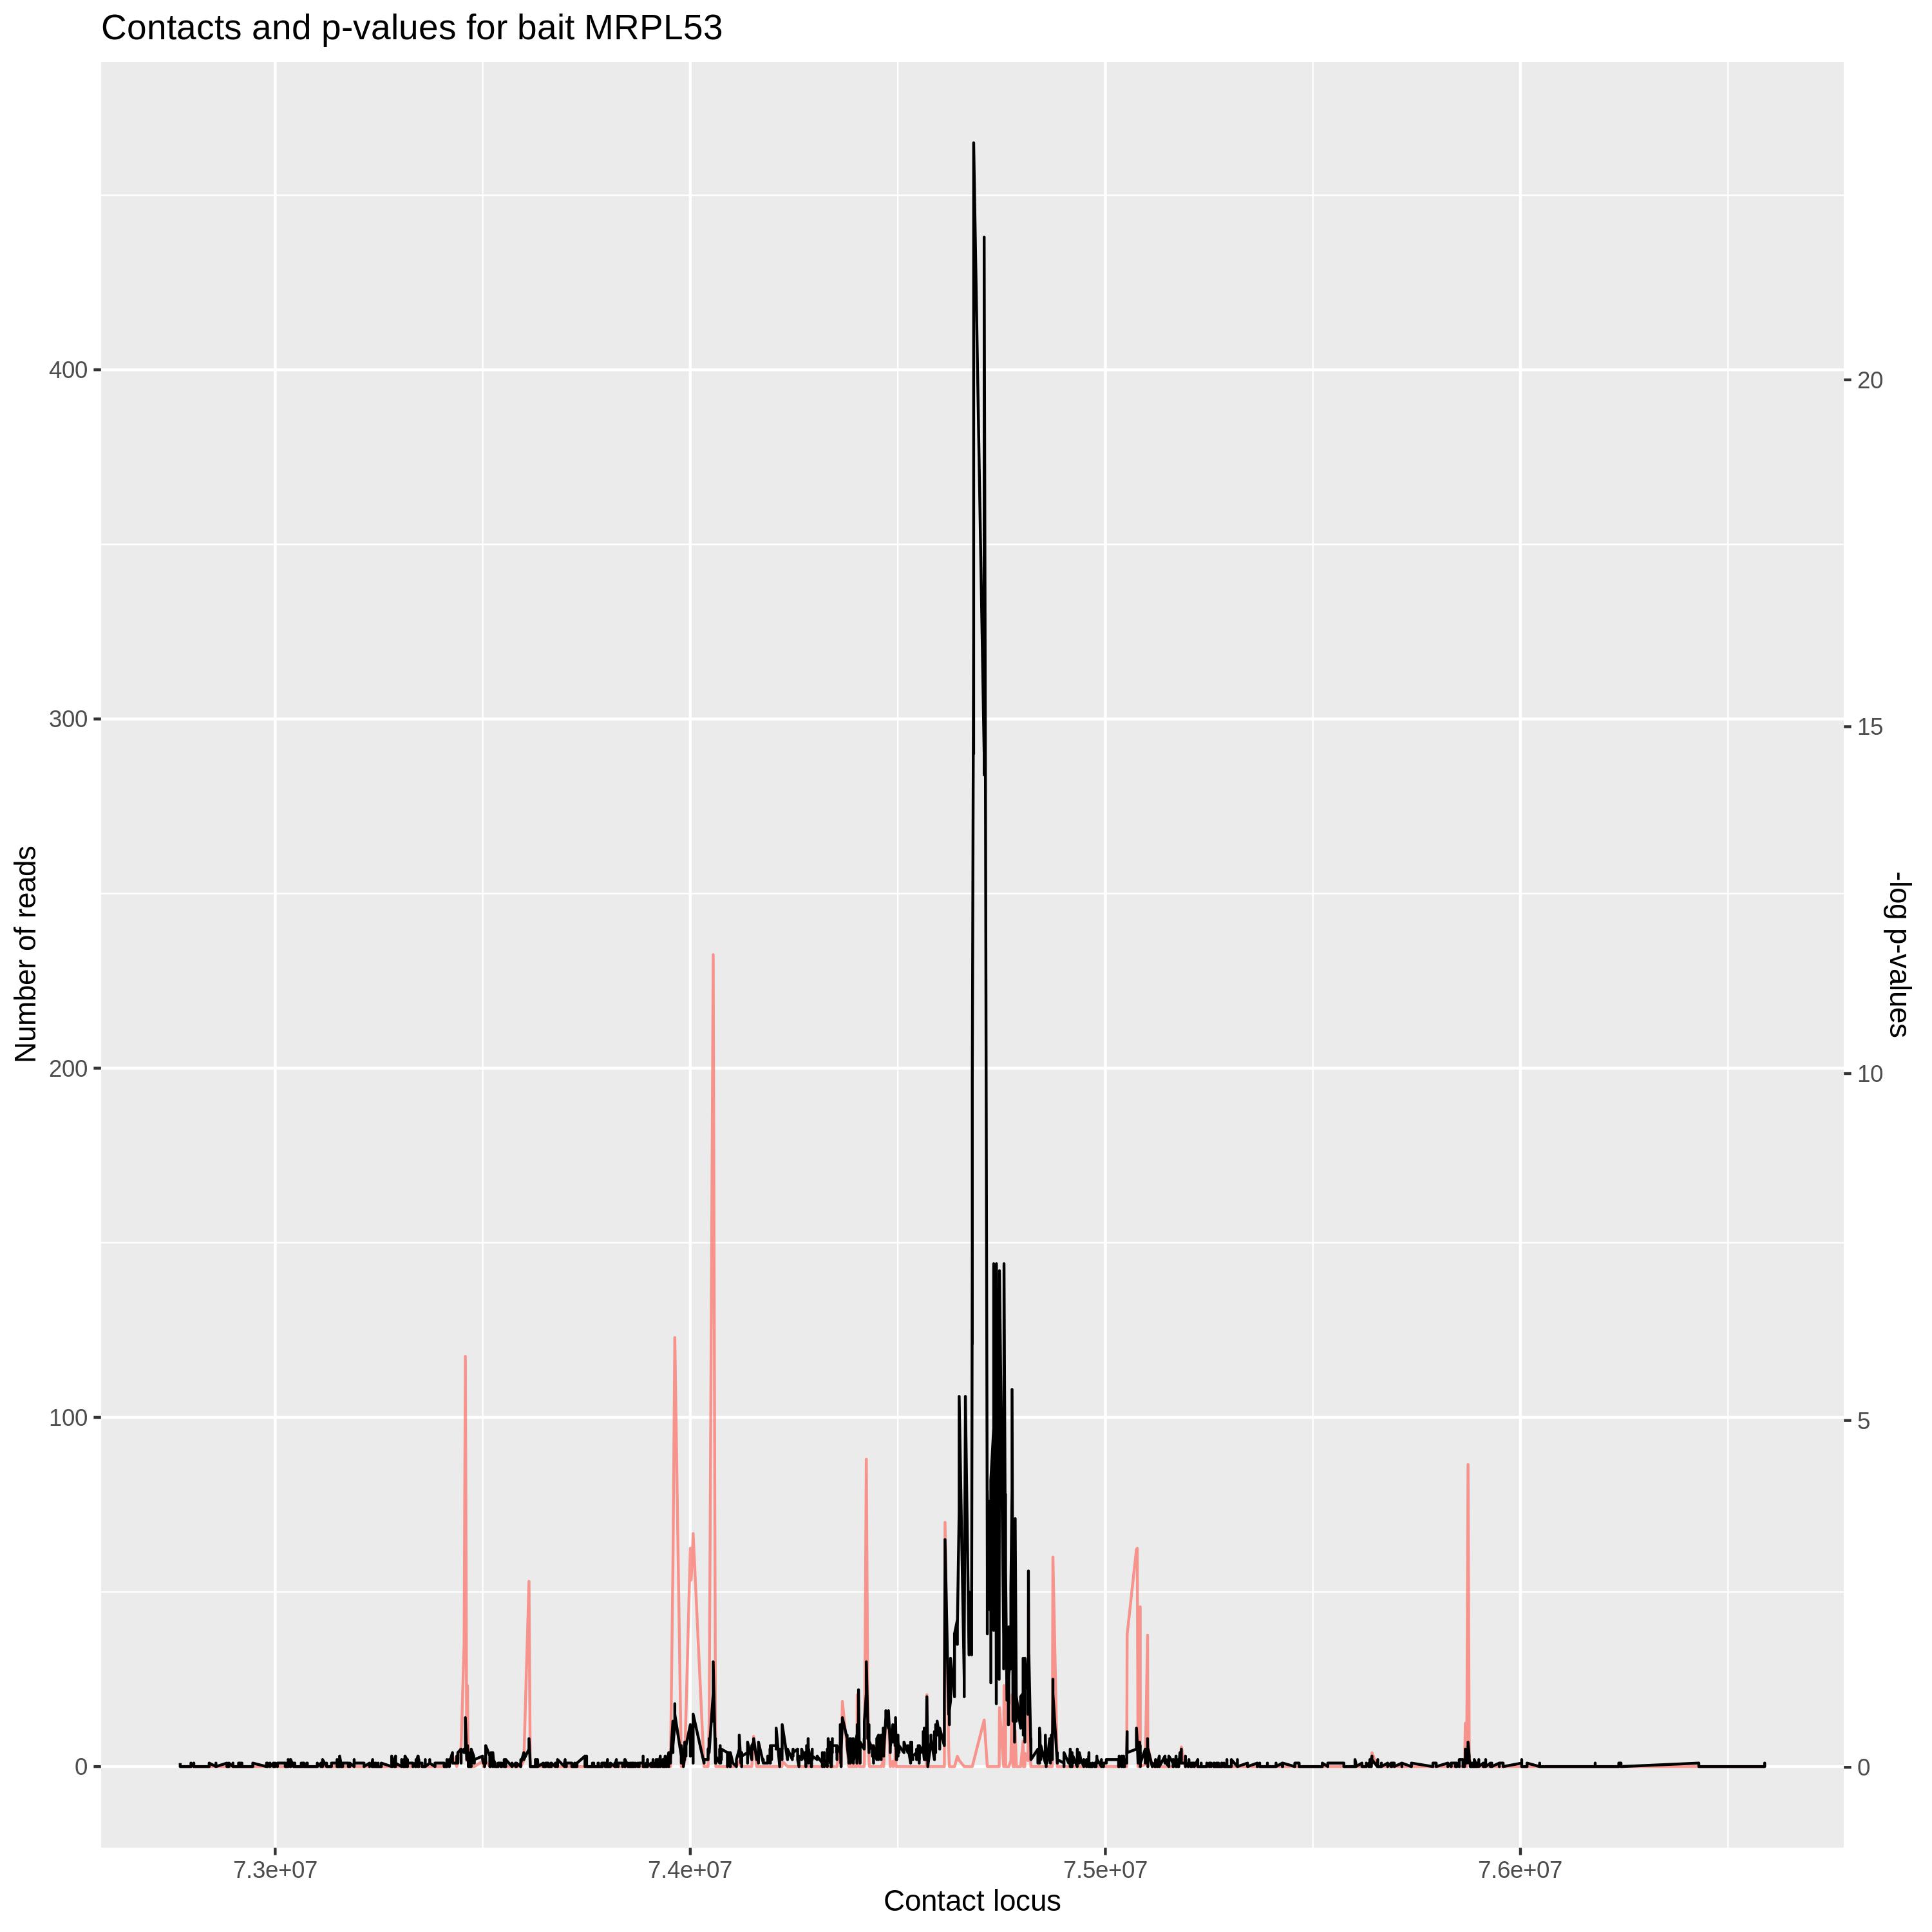 Contacts and p-values for bait MRPL53
Number of reads
400
300
200
100
0
20
15
10
5
0
-log p-values
7.3e+07
7.4e+07
7.5e+07
7.6e+07
Contact locus